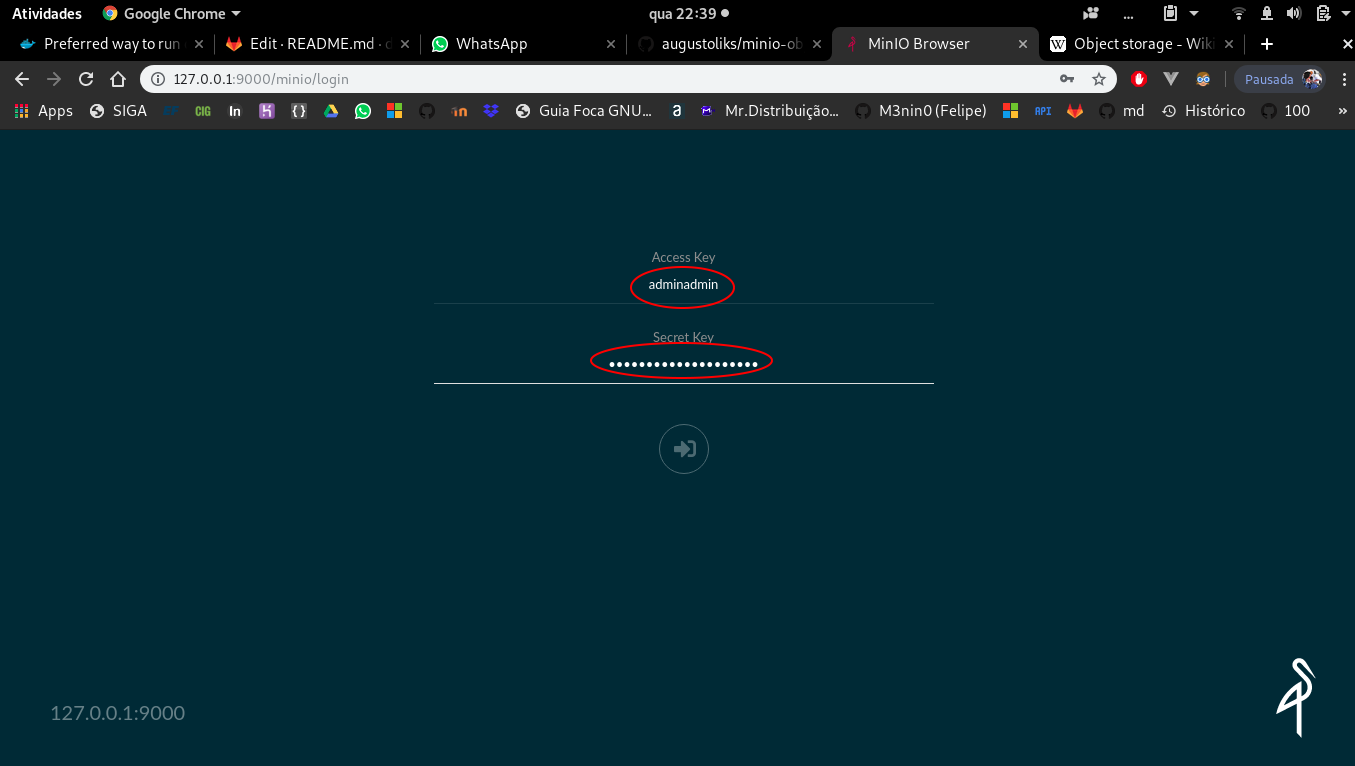 Atividades Google Chrome qua 22:39 ...
Preferred way to run Edit · README.md · d WhatsApp augustoliks/minio-ob MinIO Browser Object storage - Wiki
127.0.0.1:9000/minio/login Pausada
Apps SIGA CIG In {} Guia Foca GNU... a Mr.Distribuição... M3nin0 (Felipe) API md Histórico 100 »
Access Key
adminadmin
Secret Key
••••••••••••••••••••
127.0.0.1:9000